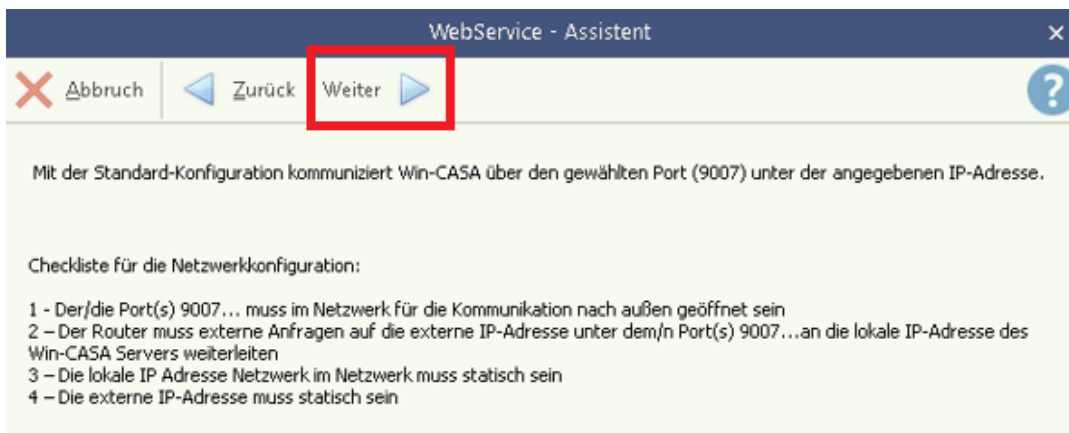 WebService - Assistent
Abbruch
Zurück
Weiter
?
Mit der Standard-Konfiguration kommuniziert Win-CASA über den gewählten Port (9007) unter der angegebenen IP-Adresse.
Checkliste für die Netzwerkkonfiguration:
1 - Der/die Port(s) 9007... muss im Netzwerk für die Kommunikation nach außen geöffnet sein
2 – Der Router muss externe Anfragen auf die externe IP-Adresse unter dem/n Port(s) 9007...an die lokale IP-Adresse des
Win-CASA Servers weiterleiten
3 – Die lokale IP Adresse Netzwerk im Netzwerk muss statisch sein
4 – Die externe IP-Adresse muss statisch sein